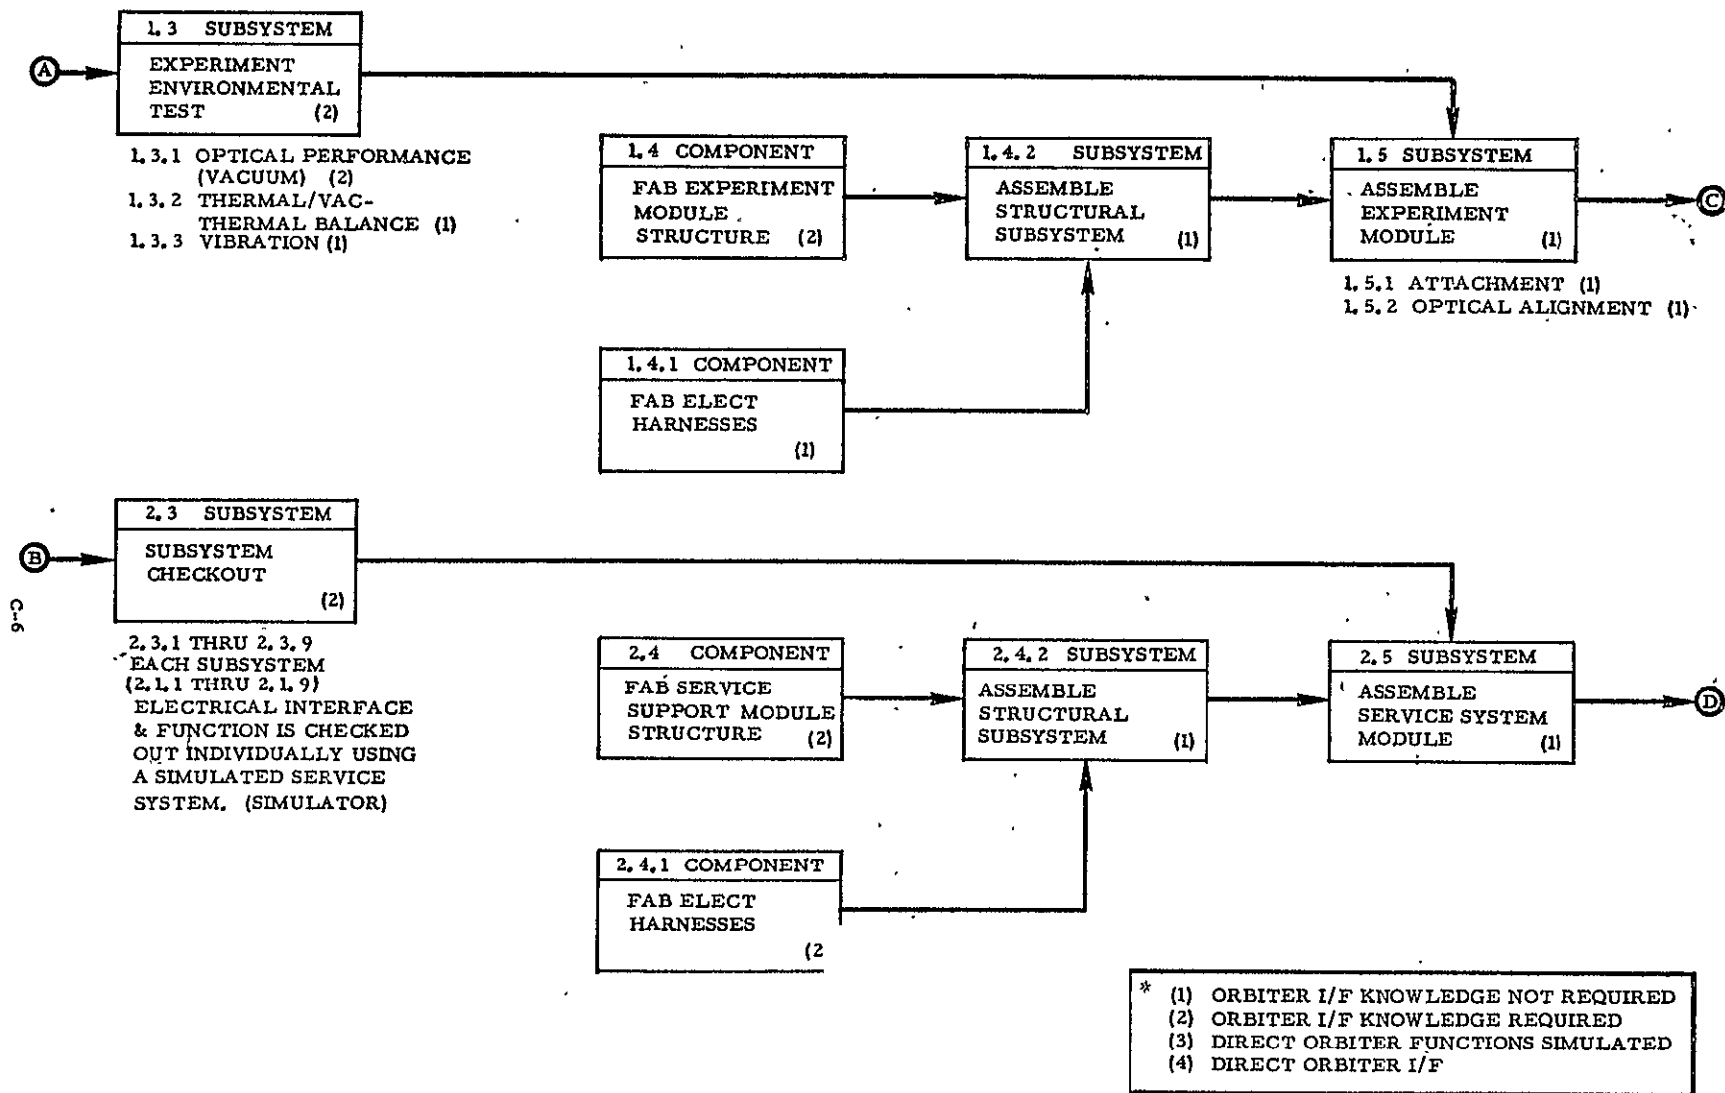 1.3 SUBSYSTEM
A
EXPERIMENT
ENVIRONMENTAL
TEST (2)
1.3.1 OPTICAL PERFORMANCE
(VACUUM) (2)
1.3.2 THERMAL/VAC-
THERMAL BALANCE (1)
1.3.3 VIBRATION (1)
1.4 COMPONENT
FAB EXPERIMENT
MODULE
STRUCTURE (2)
1.4.2 SUBSYSTEM
ASSEMBLE
STRUCTURAL
SUBSYSTEM (1)
1.5 SUBSYSTEM
ASSEMBLE
EXPERIMENT
MODULE (1)
C
1.5.1 ATTACHMENT (1)
1.5.2 OPTICAL ALIGNMENT (1)
1.4.1 COMPONENT
FAB ELECT
HARNESSES
(1)
2.3 SUBSYSTEM
B
SUBSYSTEM
CHECKOUT
(2)
2.3.1 THRU 2.3.9
EACH SUBSYSTEM
(2.1.1 THRU 2.1.9)
ELECTRICAL INTERFACE
& FUNCTION IS CHECKED
OUT INDIVIDUALLY USING
A SIMULATED SERVICE
SYSTEM. (SIMULATOR)
2.4 COMPONENT
FAB SERVICE
SUPPORT MODULE
STRUCTURE (2)
2.4.2 SUBSYSTEM
ASSEMBLE
STRUCTURAL
SUBSYSTEM (1)
2.5 SUBSYSTEM
ASSEMBLE
SERVICE SYSTEM
MODULE (1)
D
2.4.1 COMPONENT
FAB ELECT
HARNESSES
(2
* (1) ORBITER I/F KNOWLEDGE NOT REQUIRED
(2) ORBITER I/F KNOWLEDGE REQUIRED
(3) DIRECT ORBITER FUNCTIONS SIMULATED
(4) DIRECT ORBITER I/F
C-6